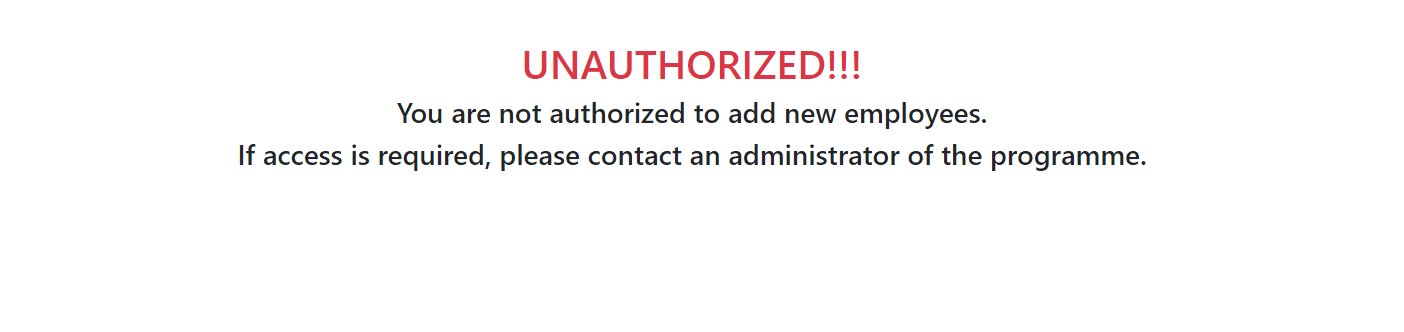 UNAUTHORIZED!!!
You are not authorized to add new employees.
If access is required, please contact an administrator of the programme.